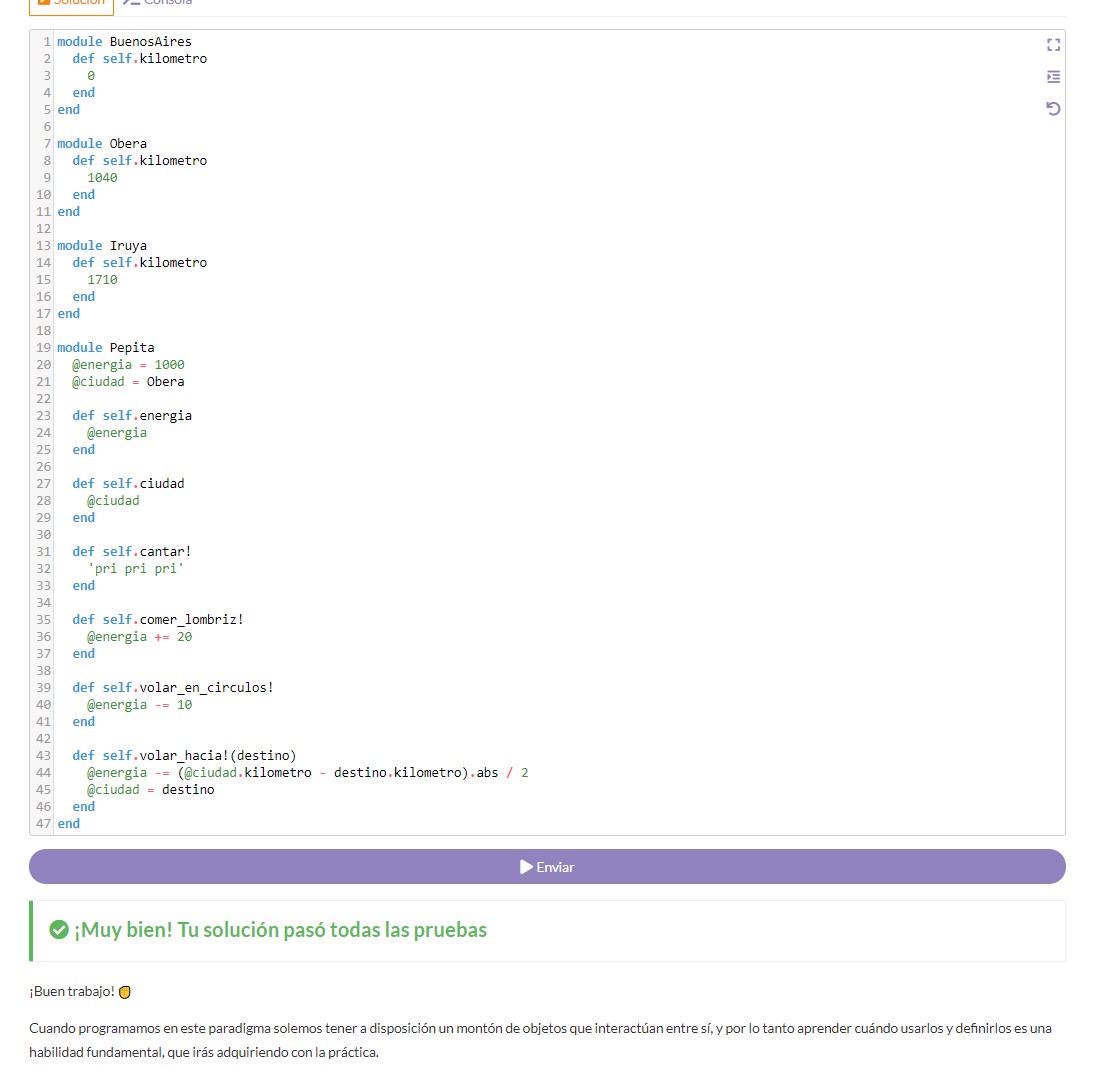 Solución Consola
1 module BuenosAires
2   def self.kilometro
3     0
4   end
5 end
6
7 module Obera
8   def self.kilometro
9     1040
10   end
11 end
12
13 module Iruya
14   def self.kilometro
15     1710
16   end
17 end
18
19 module Pepita
20   @energia = 1000
21   @ciudad = Obera
22
23   def self.energia
24     @energia
25   end
26
27   def self.ciudad
28     @ciudad
29   end
30
31   def self.cantar!
32     'pri pri pri'
33   end
34
35   def self.comer_lombriz!
36     @energia += 20
37   end
38
39   def self.volar_en_circulos!
40     @energia -= 10
41   end
42
43   def self.volar_hacia!(destino)
44     @energia -= (@ciudad.kilometro - destino.kilometro).abs / 2
45     @ciudad = destino
46   end
47 end
Enviar
¡Muy bien! Tu solución pasó todas las pruebas
¡Buen trabajo!
Cuando programamos en este paradigma solemos tener a disposición un montón de objetos que interactúan entre sí, y por lo tanto aprender cuándo usarlos y definirlos es una
habilidad fundamental, que irás adquiriendo con la práctica.